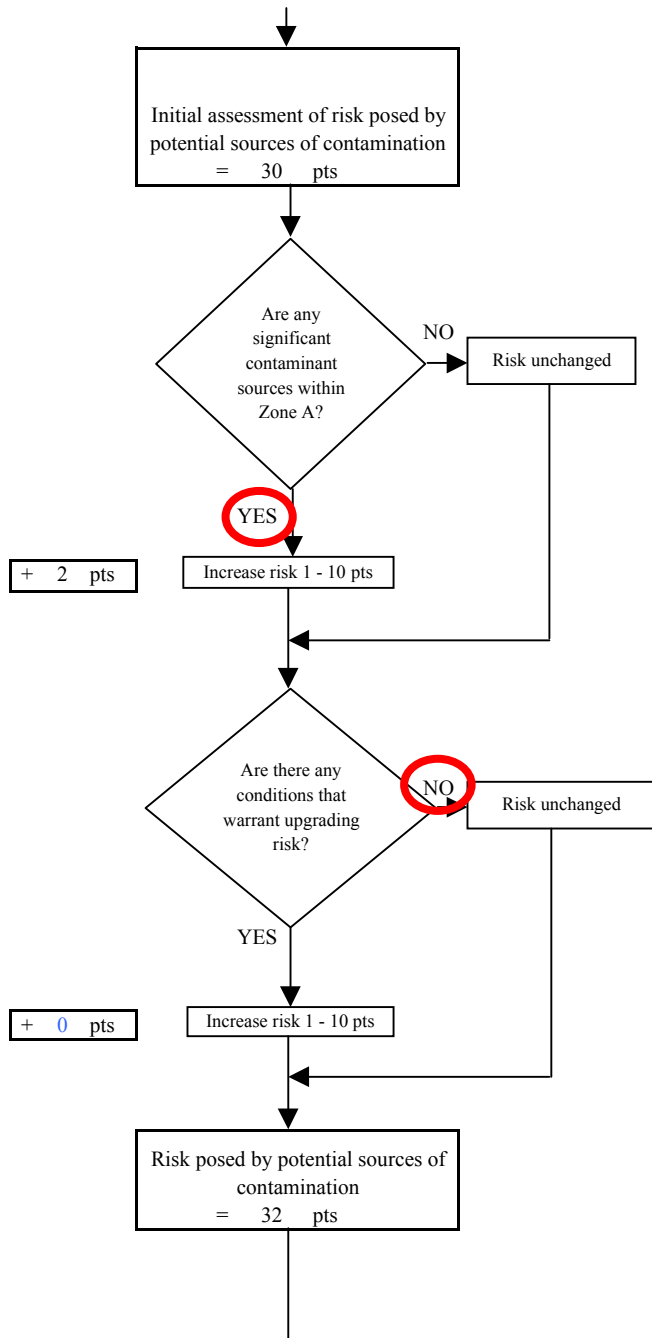 Initial assessment of risk posed by
potential sources of contamination
= 30 pts
Are any
significant
contaminant
sources within
Zone A?
NO
Risk unchanged
YES
+ 2 pts
Increase risk 1 - 10 pts
Are there any
conditions that
warrant upgrading
risk?
NO
Risk unchanged
YES
+ 0 pts
Increase risk 1 - 10 pts
Risk posed by potential sources of
contamination
= 32 pts